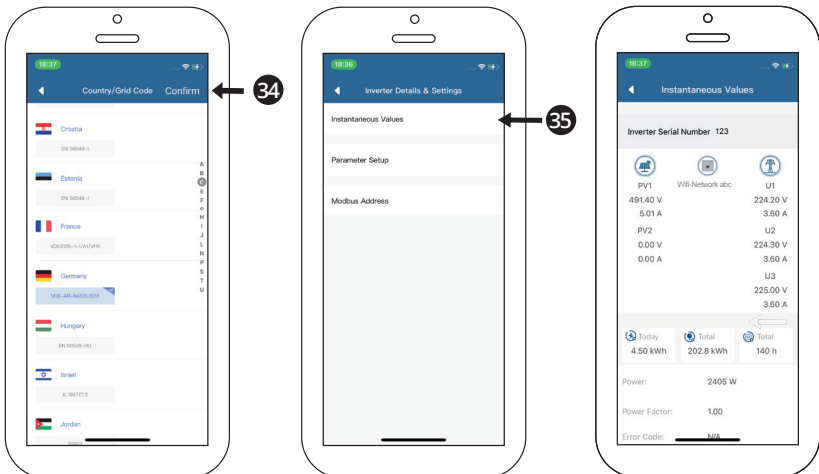 18:37
Country/Grid Code Confirm
34
Croatia
EN 50549-1
Estonia
EN 50549-1
France
VDE0126-1-1/A1/VFR
Germany
VDE-AR-N4105:2018
Hungary
EN 50549-HU
Israel
IL SI4777.2
Jordan
A
B
C
E
F
G
H
I
J
L
N
P
S
T
U
18:36
Inverter Details & Settings
Instantaneous Values
35
Parameter Setup
Modbus Address
18:37
Instantaneous Values
Inverter Serial Number 123
PV1 Wifi-Network abc U1
491.40 V 224.20 V
5.01 A 3.60 A
PV2 U2
0.00 V 224.30 V
0.00 A 3.60 A
U3
225.00 V
3.60 A
Today Total Total
4.50 kWh 202.8 kWh 140 h
Power: 2405 W
Power Factor: 1.00
Error Code: N/A